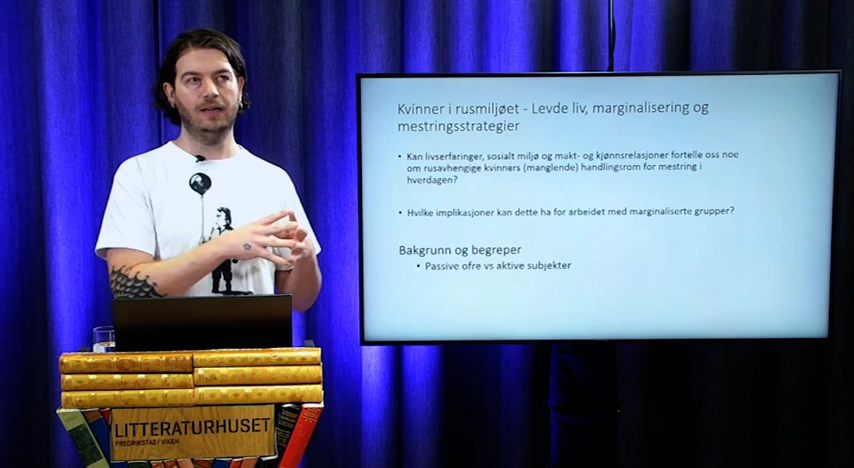 Kvinner i rusmiljøet - Levde liv, marginalisering og
mestringsstrategier
• Kan livserfaringer, sosialt miljø og makt- og kjønnsrelasjoner fortelle oss noe
om rusavhengige kvinners (manglende) handlingsrom for mestring i
hverdagen?
• Hvilke implikasjoner kan dette ha for arbeidet med marginaliserte grupper?
Bakgrunn og begreper
• Passive ofre vs aktive subjekter
LITTERATURHUSET
FREDRIKSTAD/VIKEN